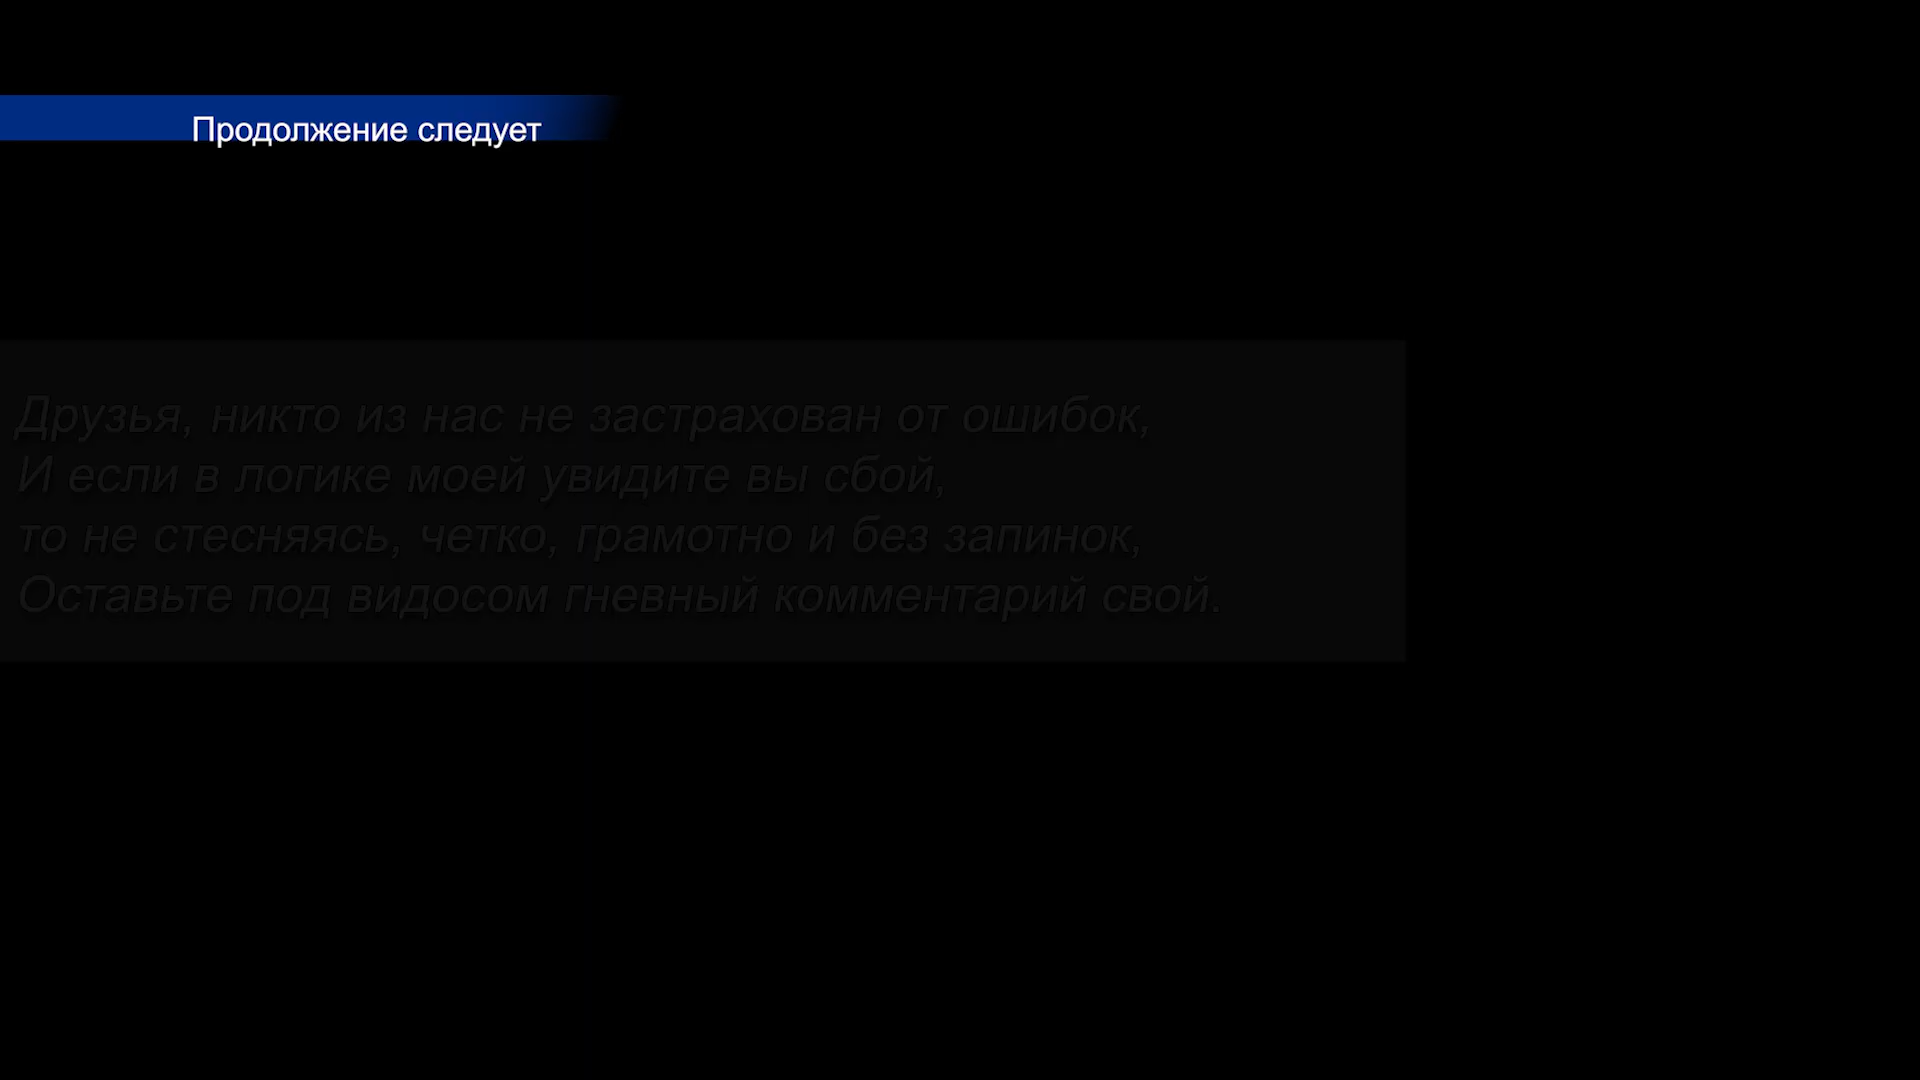 Продолжение следует
Друзья, никто из нас не застрахован от ошибок,
И если в логике моей увидите вы сбой,
то не стесняясь, четко, грамотно и без запинок,
Оставьте под видосом гневный комментарий свой.